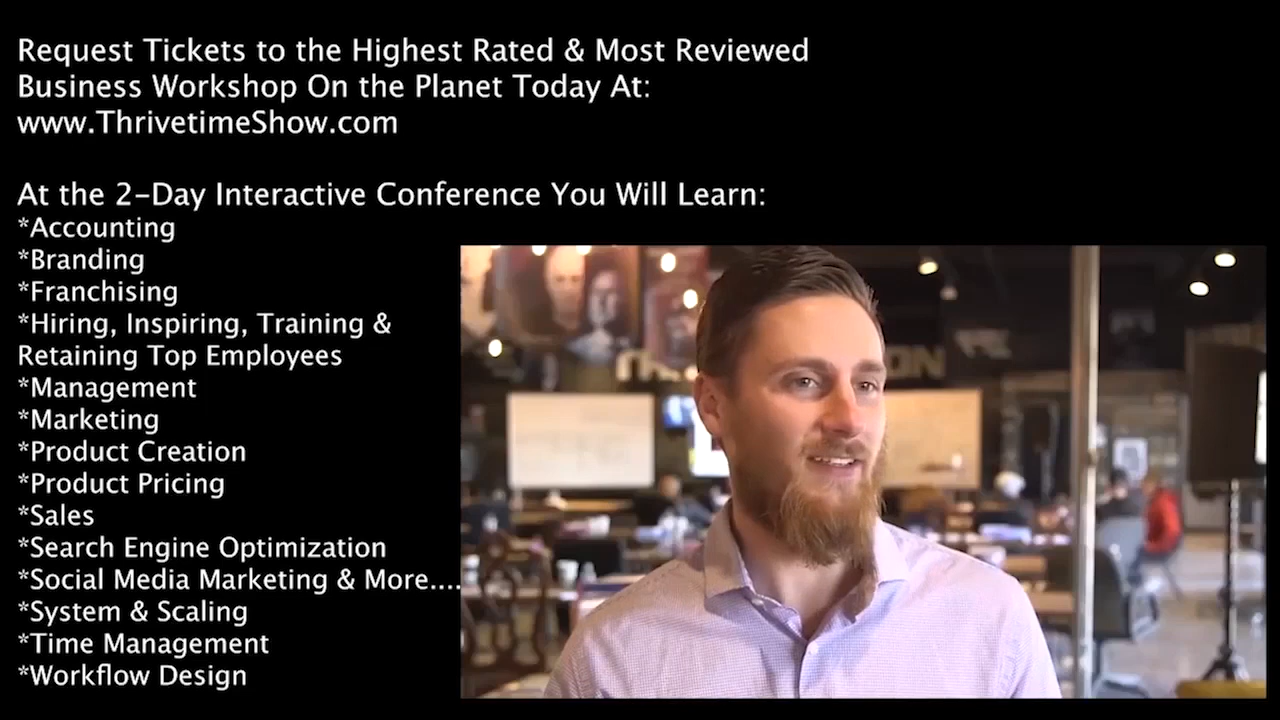 Request Tickets to the Highest Rated & Most Reviewed
Business Workshop On the Planet Today At:
www.ThrivetimeShow.com
At the 2-Day Interactive Conference You Will Learn:
*Accounting
*Branding
*Franchising
*Hiring, Inspiring, Training &
Retaining Top Employees
*Management
*Marketing
*Product Creation
*Product Pricing
*Sales
*Search Engine Optimization
*Social Media Marketing & More....
*System & Scaling
*Time Management
*Workflow Design